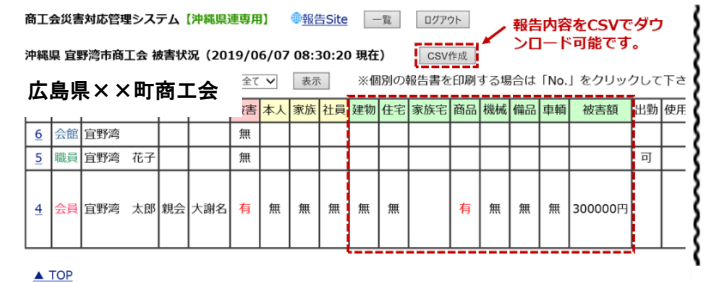 商工会災害対応管理システム【沖縄県連専用】 報告Site 一覧 ログアウト
報告内容をCSVでダウ
ンロード可能です。
沖縄県 宜野湾市商工会 被害状況（2019/06/07 08:30:20 現在） CSV作成
広島県××町商工会 全て 表示 ※個別の報告書を印刷する場合は「No.」をクリックして下さ
本人 家族 社員 建物 住宅 家族宅 商品 機械 備品 車輌 被害額 出勤 使用
6 会館 宜野湾 無
5 職員 宜野湾 花子 無 可
4 会員 宜野湾 太郎 親会 大謝名 有 無 無 無 無 無 有 無 無 無 300000円
▲ TOP